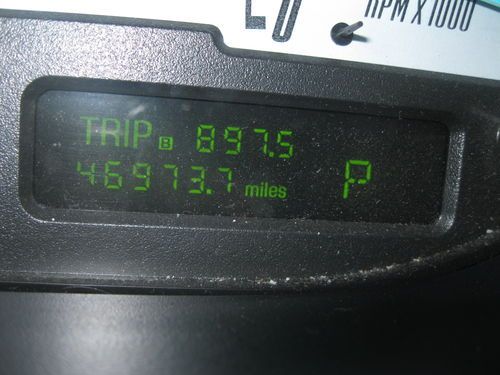 RPM X 1000
TRIP B 897.5
46973.7 miles P